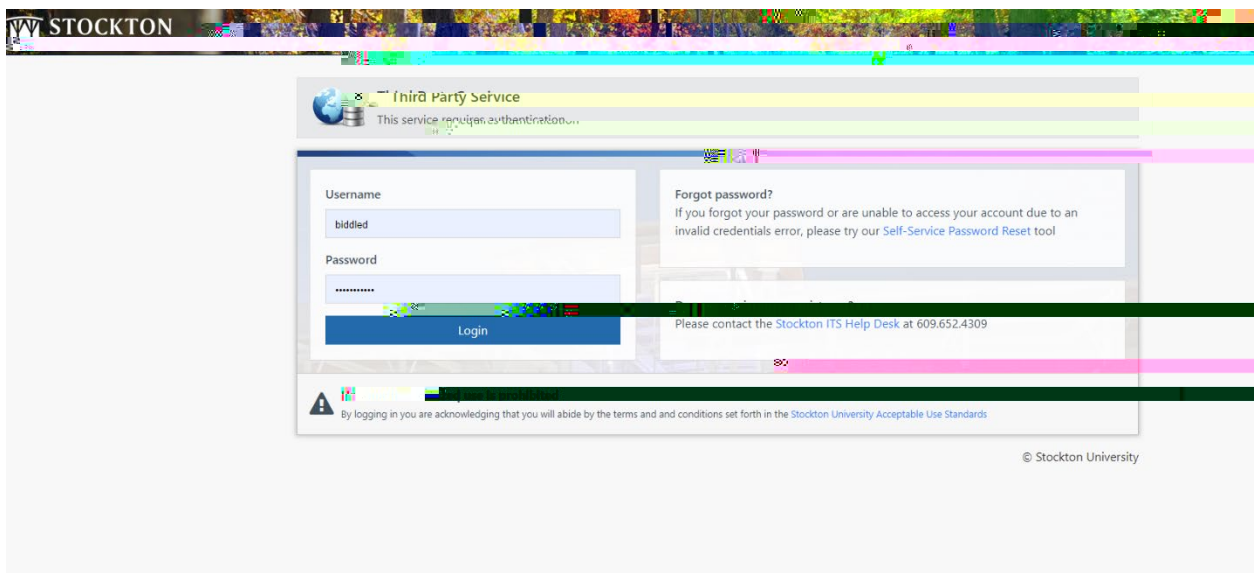 STOCKTON
Third Party Service
This service requires authentication
Username
biddled
Password
•••••••••••
Login
Forgot password?
If you forgot your password or are unable to access your account due to an
invalid credentials error, please try our Self-Service Password Reset tool
Please contact the Stockton ITS Help Desk at 609.652.4309
use is prohibited
By logging in you are acknowledging that you will abide by the terms and and conditions set forth in the Stockton University Acceptable Use Standards
© Stockton University